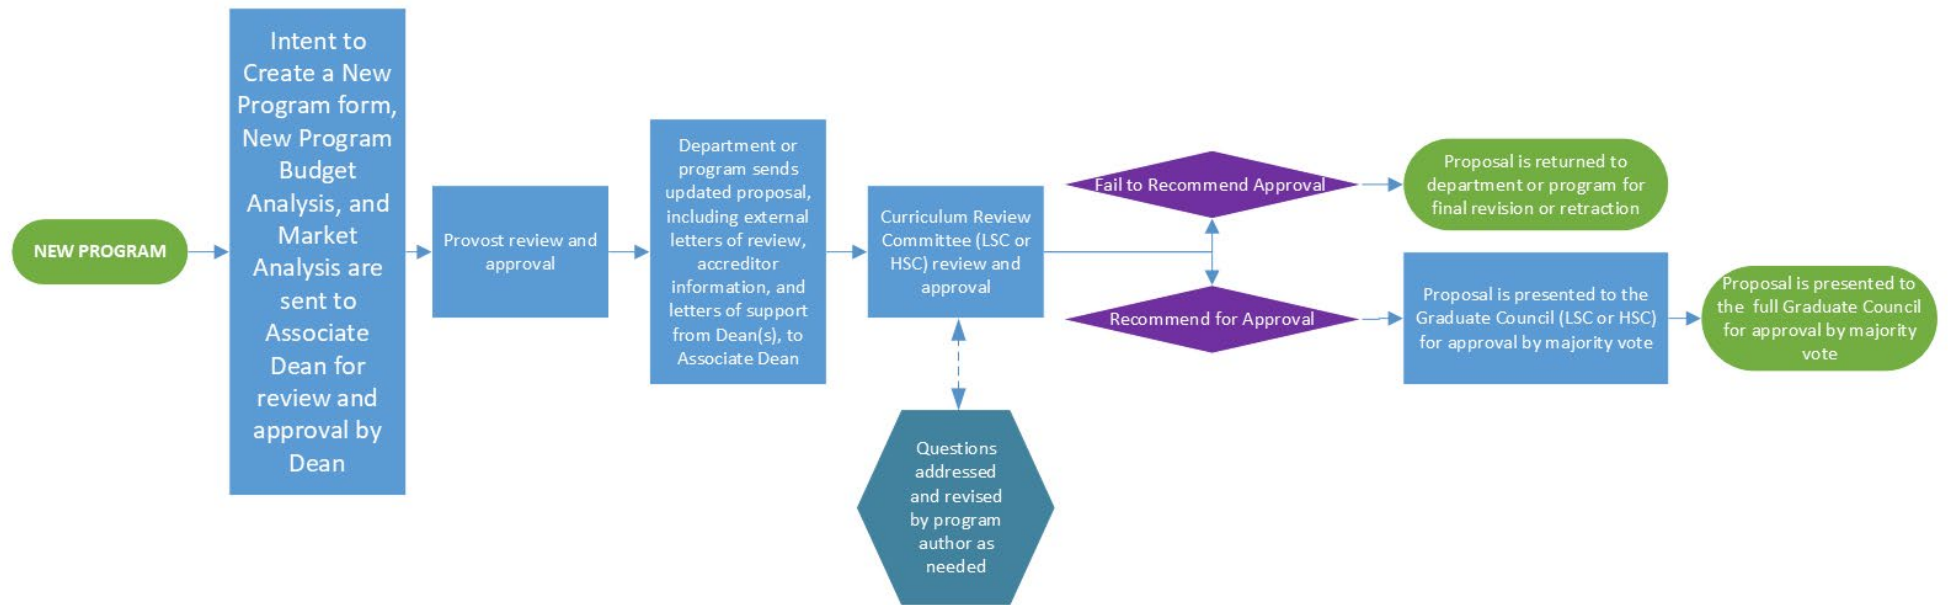 NEW PROGRAM
Intent to
Create a New
Program form,
New Program
Budget
Analysis, and
Market
Analysis are
sent to
Associate
Dean for
review and
approval by
Dean
Provost review and
approval
Department or
program sends
updated proposal,
including external
letters of review,
accreditor
information, and
letters of support
from Dean(s), to
Associate Dean
Curriculum Review
Committee (LSC or
HSC) review and
approval
Questions
addressed
and revised
by program
author as
needed
Fail to Recommend Approval
Proposal is returned to
department or program for
final revision or retraction
Recommend for Approval
Proposal is presented to the
Graduate Council (LSC or HSC)
for approval by majority vote
Proposal is presented to
the full Graduate Council
for approval by majority
vote